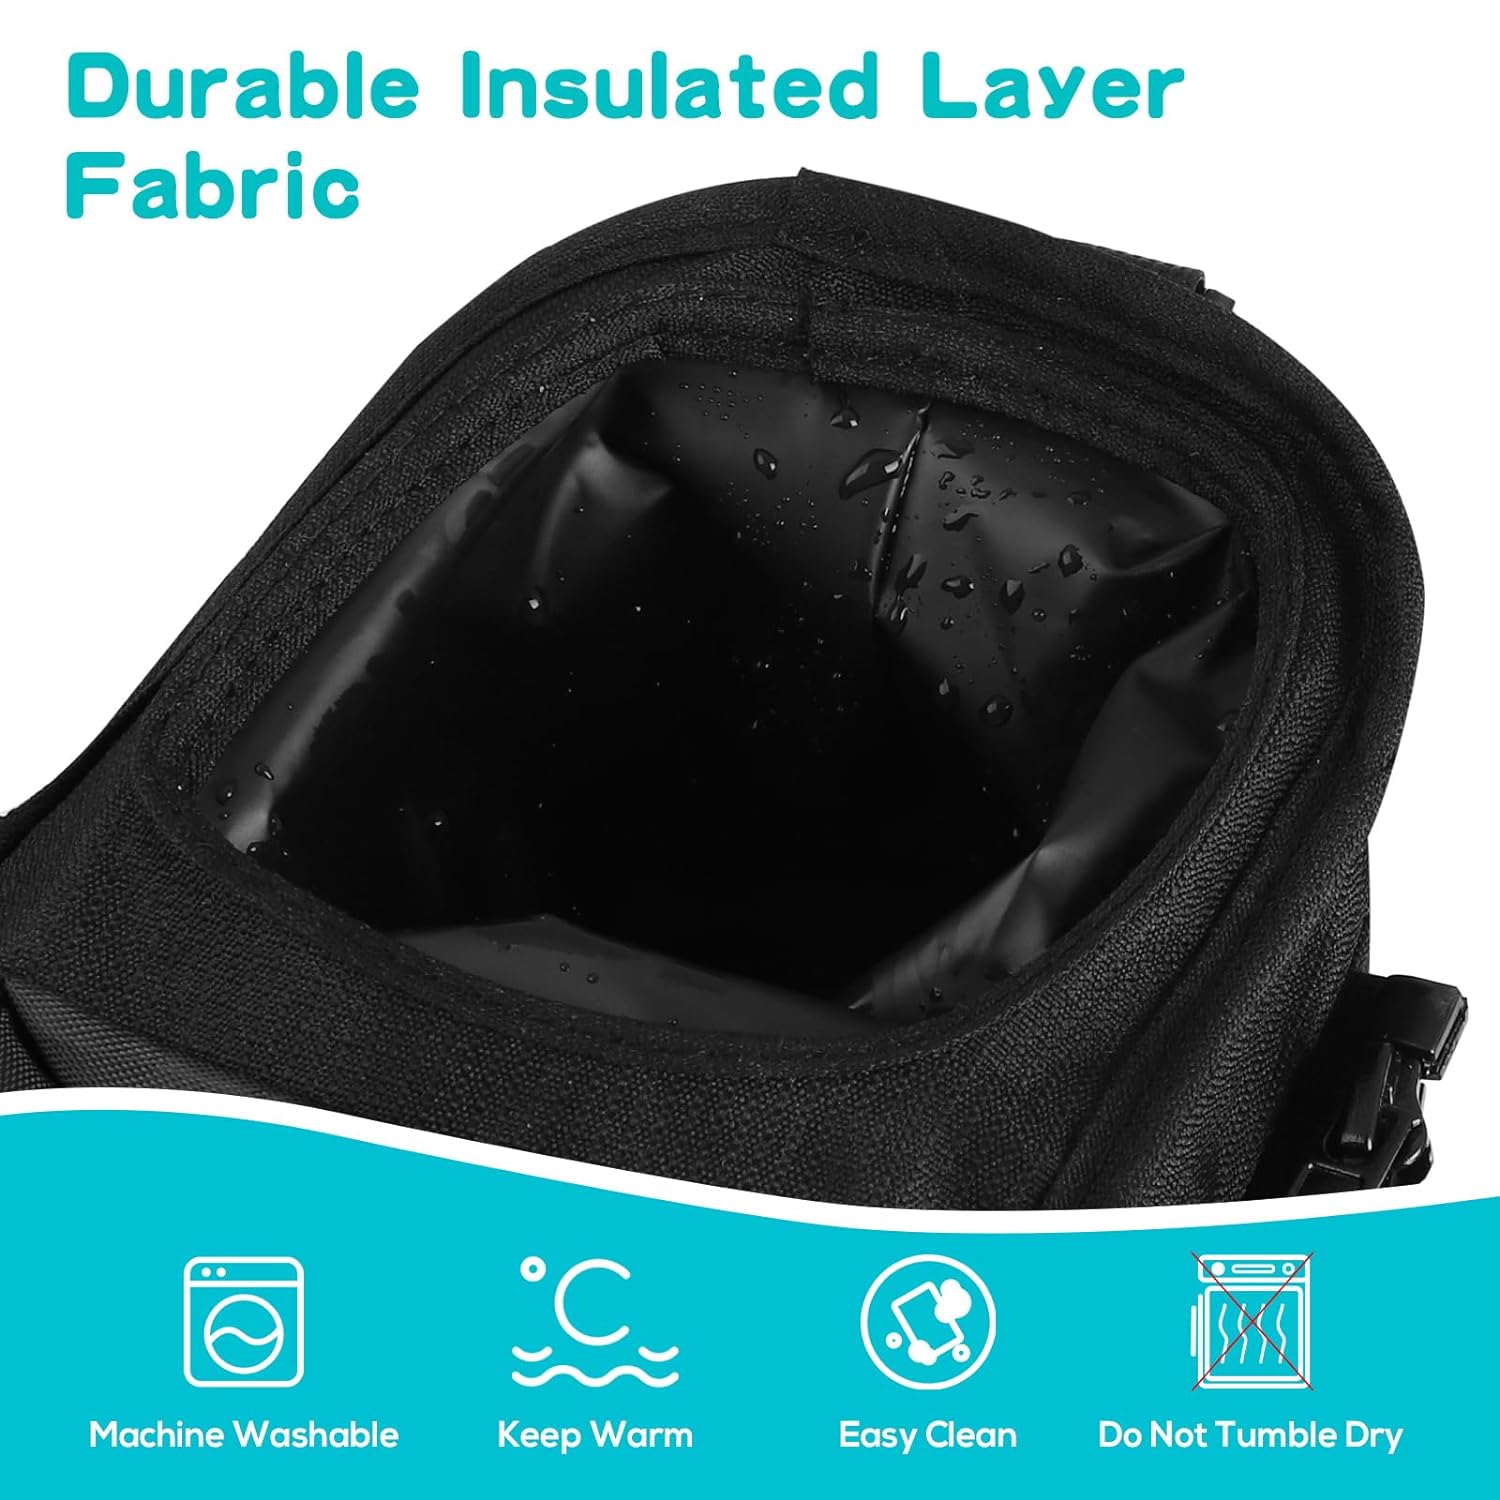 Durable Insulated Layer
Fabric
°C
Machine Washable
Keep Warm
Easy Clean
Do Not Tumble Dry